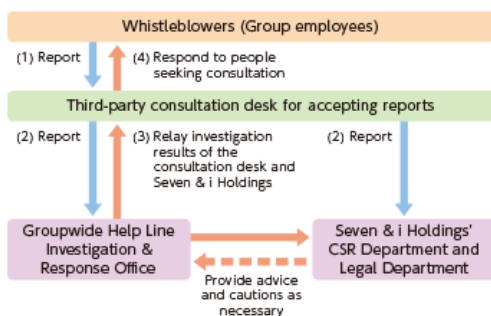 Whistleblowers (Group employees)
(1) Report
(4) Respond to people
seeking consultation
Third-party consultation desk for accepting reports
(2) Report
(3) Relay investigation
results of the
consultation desk and
Seven & i Holdings
(2) Report
Groupwide Help Line
Investigation &
Response Office
Seven & i Holdings'
CSR Department and
Legal Department
Provide advice
and cautions as
necessary